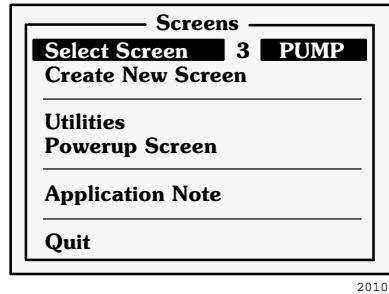 Screens
Select Screen 3 PUMP
Create New Screen
Utilities
Powerup Screen
Application Note
Quit
2010